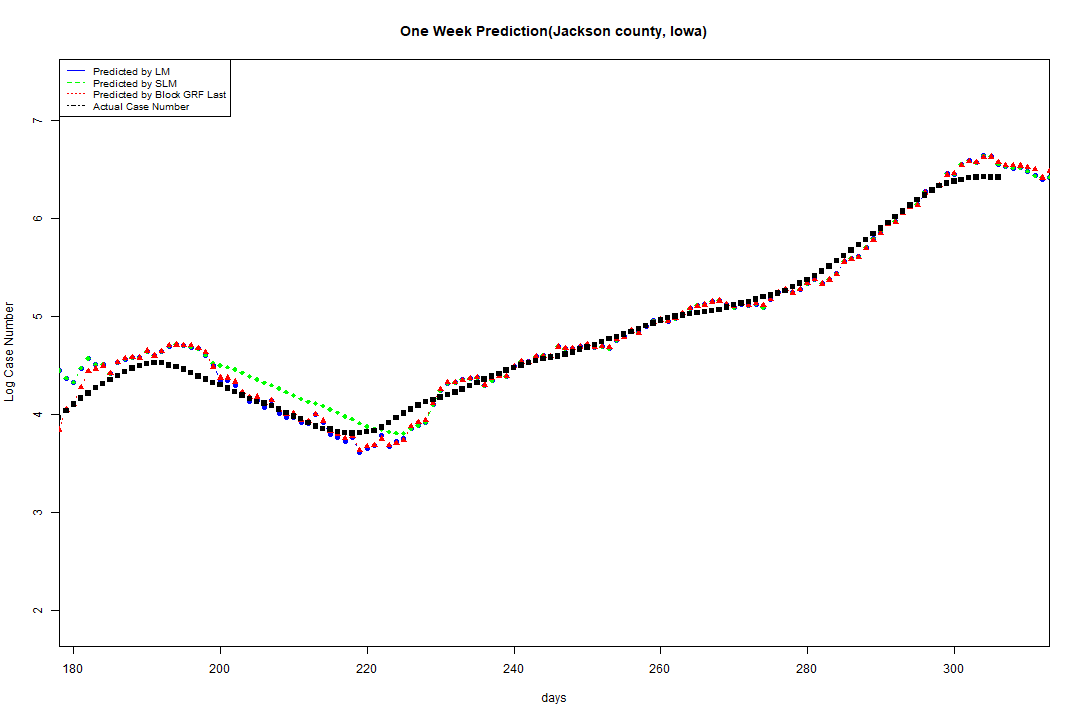 One Week Prediction(Jackson county, Iowa)
Predicted by LM
Predicted by SLM
Predicted by Block GRF Last
Actual Case Number
7
6
5
4
3
2
Log Case Number
180 200 220 240 260 280 300
days